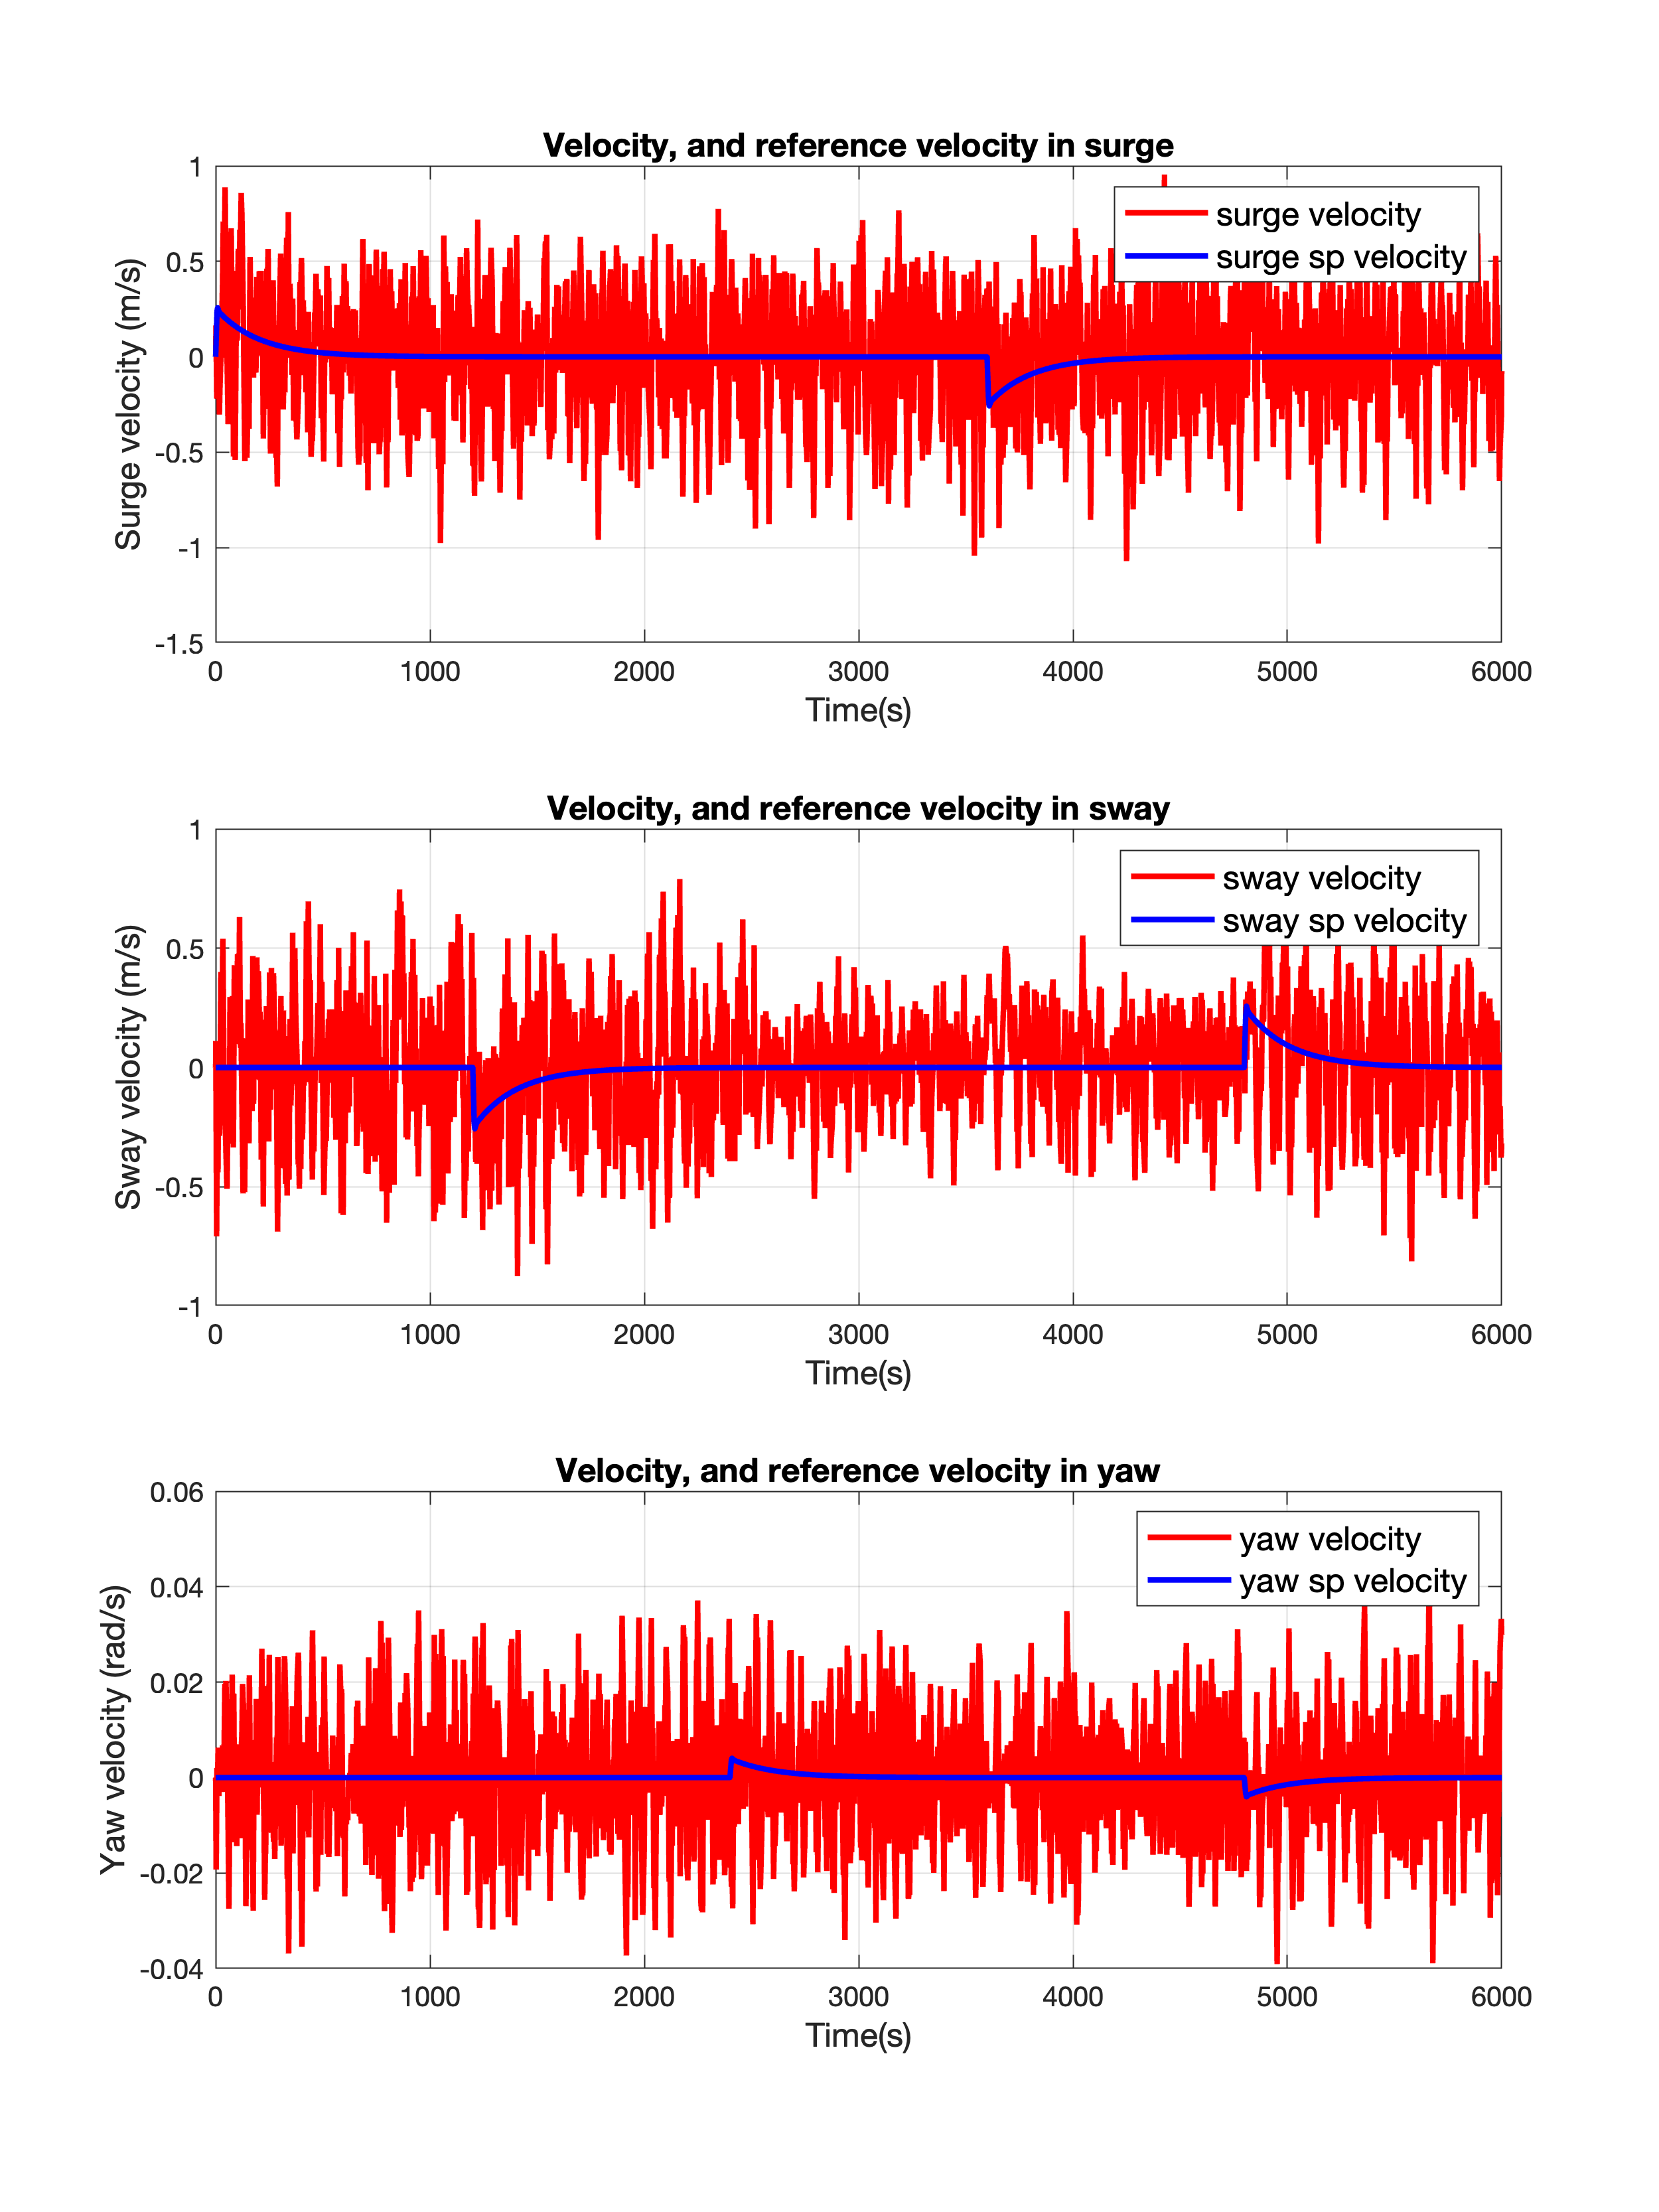 Velocity, and reference velocity in surge
1
0.5
0
-0.5
-1
-1.5
Surge velocity (m/s)
surge velocity
surge sp velocity
0 1000 2000 3000 4000 5000 6000
Time(s)
Velocity, and reference velocity in sway
1
0.5
0
-0.5
-1
Sway velocity (m/s)
sway velocity
sway sp velocity
0 1000 2000 3000 4000 5000 6000
Time(s)
Velocity, and reference velocity in yaw
0.06
0.04
0.02
0
-0.02
-0.04
Yaw velocity (rad/s)
yaw velocity
yaw sp velocity
0 1000 2000 3000 4000 5000 6000
Time(s)